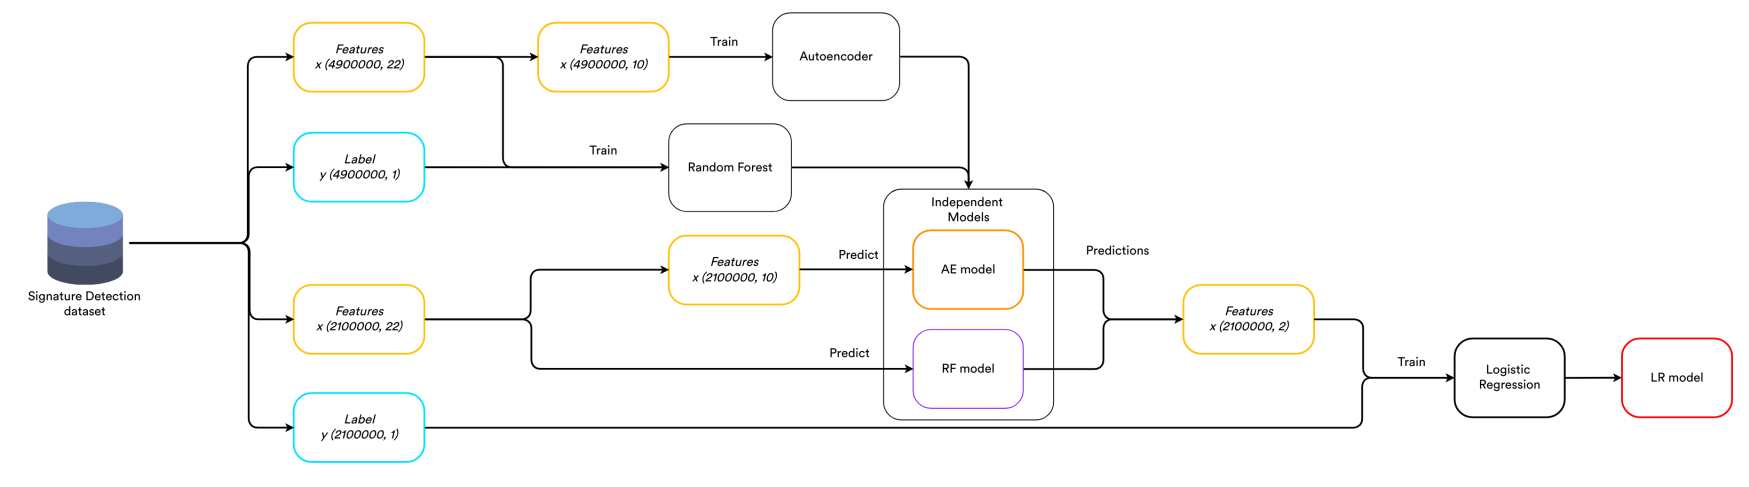 Features
x (4900000, 22)
Features
x (4900000, 10)
Train
Autoencoder
Label
y (4900000, 1)
Train
Random Forest
Independent
Models
Signature Detection
dataset
Features
x (2100000, 10)
Predict
AE model
Predictions
Features
x (2100000, 22)
Predict
RF model
Features
x (2100000, 2)
Train
Logistic
Regression
LR model
Label
y (2100000, 1)